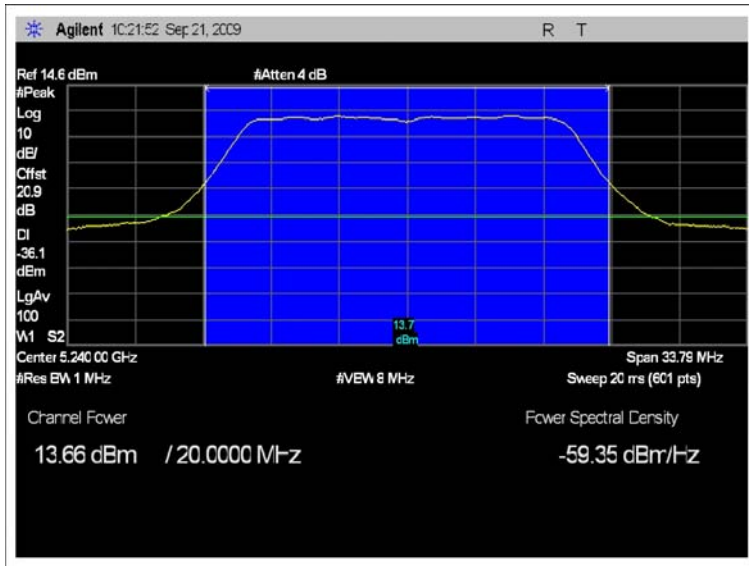 Agilent 10:21:52 Sep 21, 2009 R T
Ref 14.6 dBm #Atten 4 dB
#Peak
Log
10
dB/
Offst
20.9
dB
DI
-36.1
dBm
LgAv
100
W1 S2
13.7
dBm
Center 5.240 00 GHz Span 33.79 MHz
#Res BW 1 MHz #VBW 8 MHz Sweep 20 ms (601 pts)
Channel Power Power Spectral Density
13.66 dBm / 20.0000 MHz -59.35 dBm/Hz